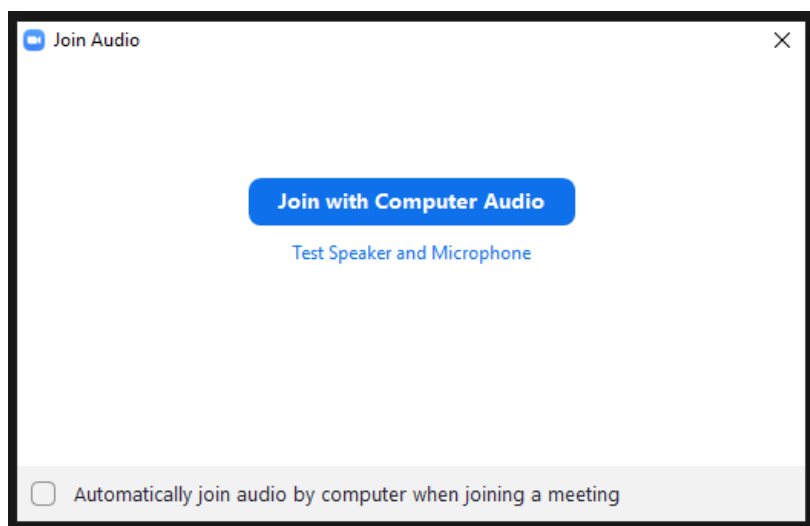 Join Audio
Join with Computer Audio
Test Speaker and Microphone
Automatically join audio by computer when joining a meeting